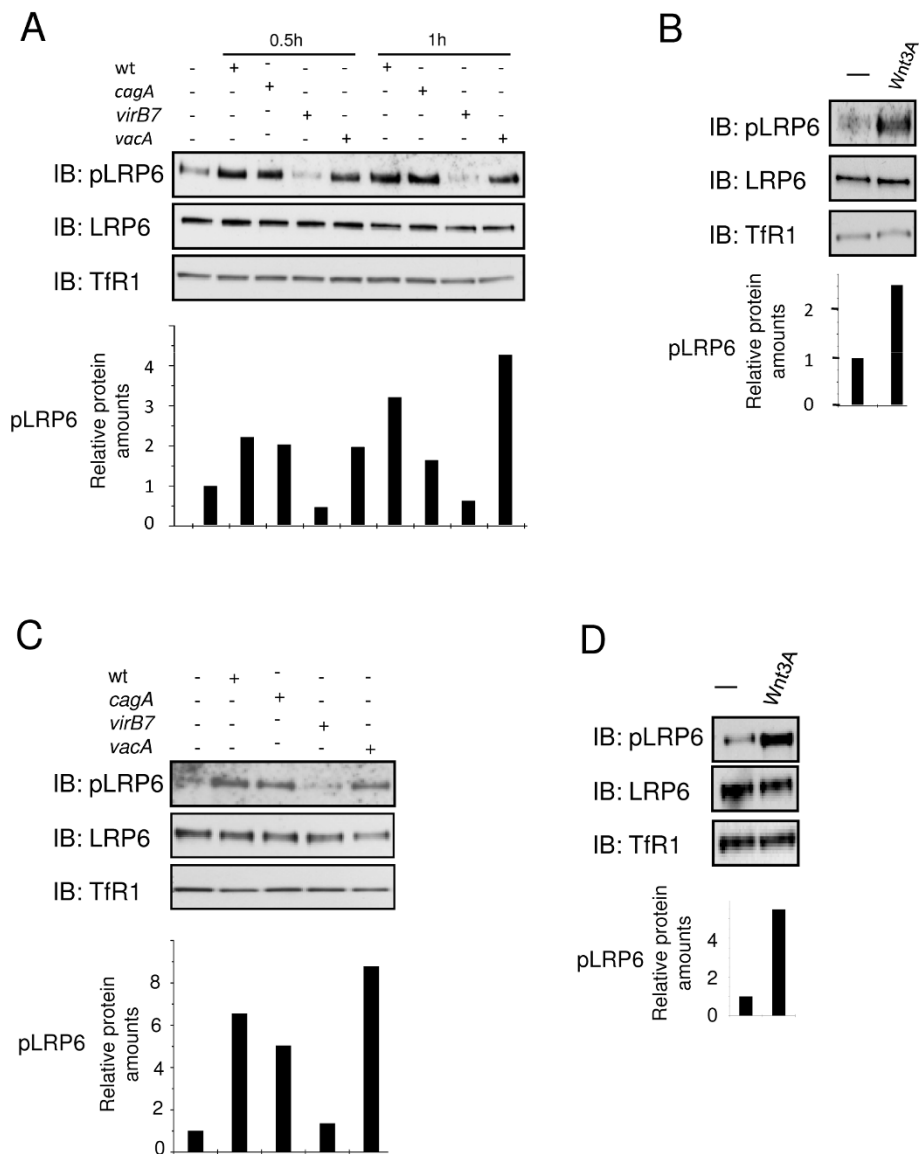 A
0.5h 1h
wt - + - - - + - - -
cagA - - + - - - + - -
virB7 - - - + - - - + -
vacA - - - - + - - - +
IB: pLRP6
IB: LRP6
IB: TfR1
pLRP6
Relative protein
amounts
5
4
3
2
1
0
B
— Wnt3A
IB: pLRP6
IB: LRP6
IB: TfR1
pLRP6
Relative protein
amounts
2
1
0
C
wt - + - - -
cagA - - + - -
virB7 - - - + -
vacA - - - - +
IB: pLRP6
IB: LRP6
IB: TfR1
pLRP6
Relative protein
amounts
8
6
4
2
0
D
— Wnt3A
IB: pLRP6
IB: LRP6
IB: TfR1
pLRP6
Relative protein
amounts
4
2
0